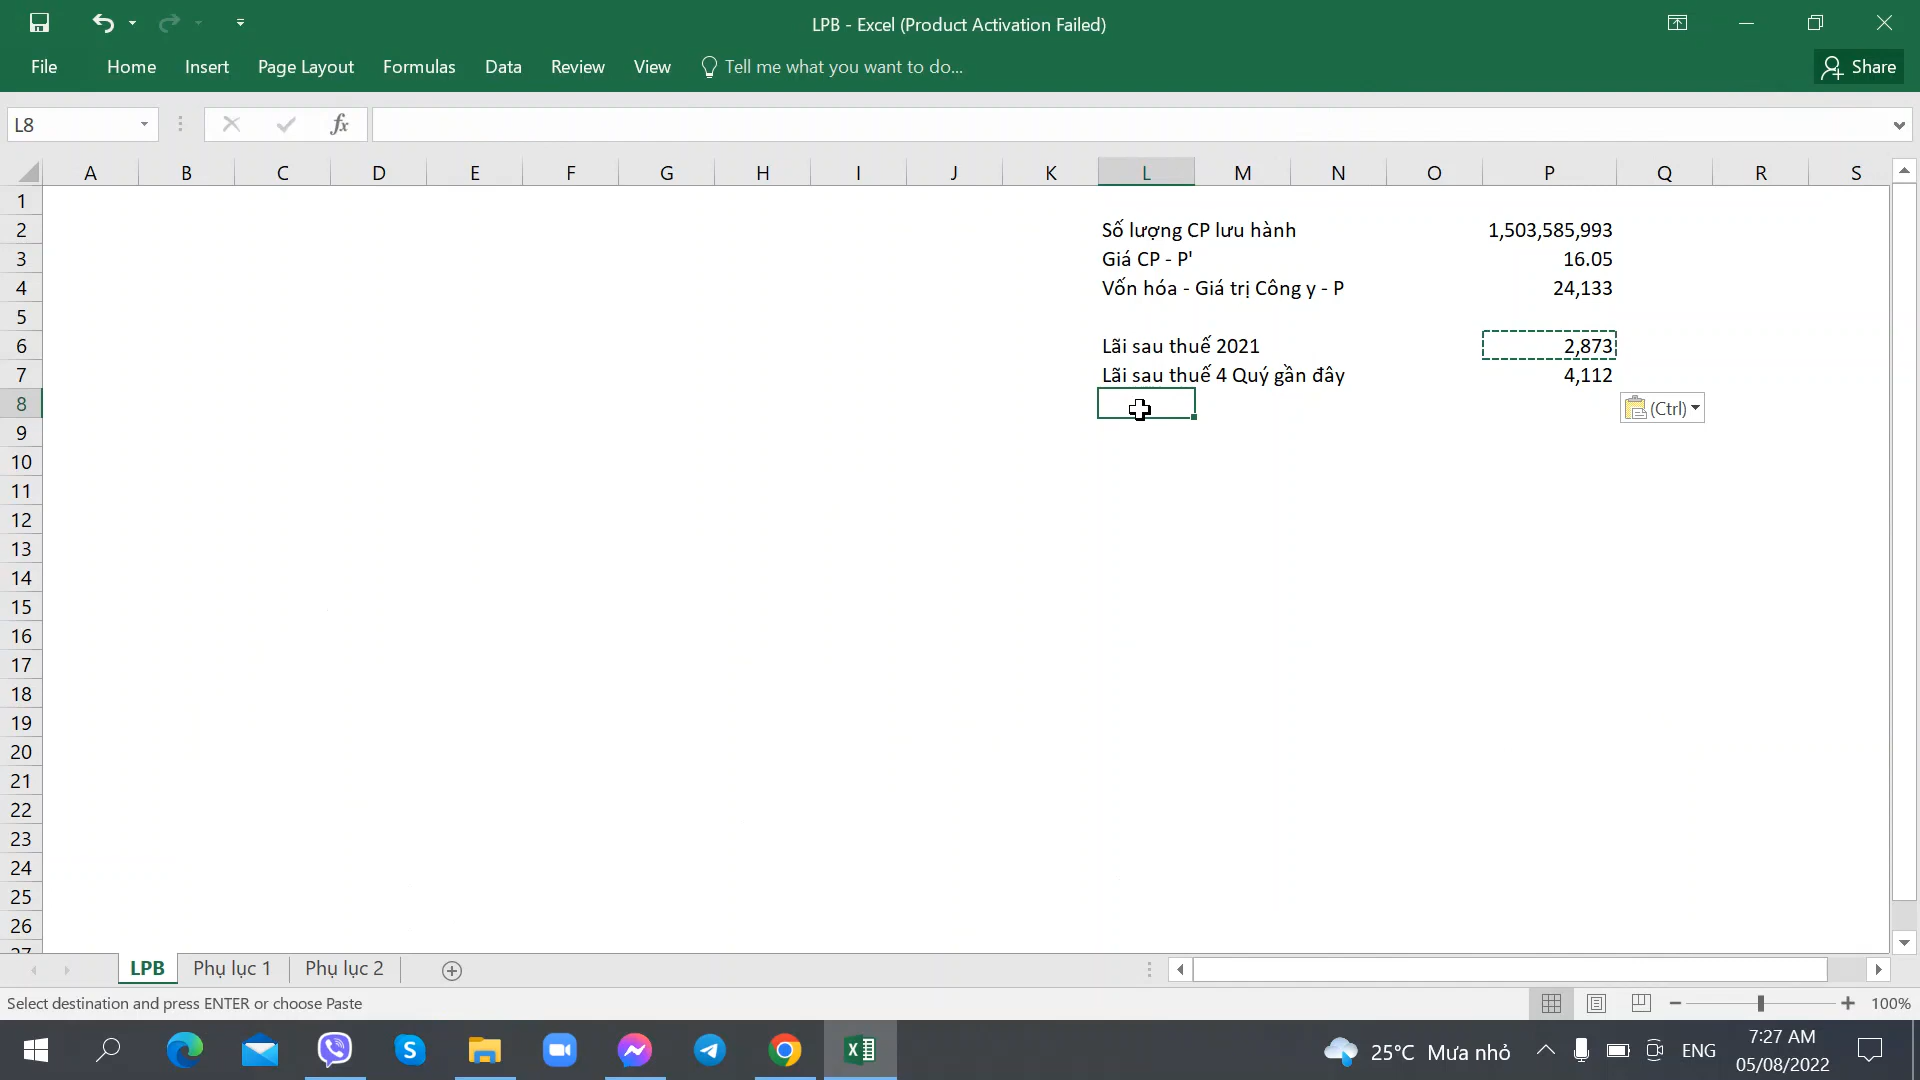 LPB - Excel (Product Activation Failed)
File Home Insert Page Layout Formulas Data Review View Tell me what you want to do... Share
L8 fx
A B C D E F G H I J K L M N O P Q R S
1
2 Số lượng CP lưu hành 1,503,585,993
3 Giá CP - P' 16.05
4 Vốn hóa - Giá trị Công y - P 24,133
5
6 Lãi sau thuế 2021 2,873
7 Lãi sau thuế 4 Quý gần đây 4,112
8 (Ctrl)
9
10
11
12
13
14
15
16
17
18
19
20
21
22
23
24
25
26
27
LPB Phụ lục 1 Phụ lục 2
Select destination and press ENTER or choose Paste 100%
25°C Mưa nhỏ ENG 7:27 AM
05/08/2022